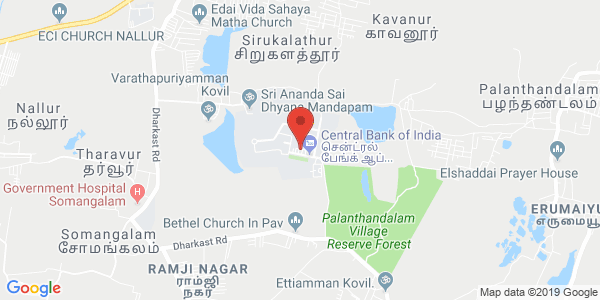 ECI CHURCH NALLUR
Edai Vida Sahaya
Matha Church
Kavanur
காவனூர்
Sirukalathur
சிறுகளத்தூர்
Varathapuriyamman
Kovil
Sri Ananda Sai
Dhyana Mandapam
Palanthandalam
பழந்தண்டலம்
Nallur
நல்லூர்
Dharkast Rd
Central Bank of India
சென்ட்ரல்
பேங்க் ஆப்...
Tharavur
தர்வூர்
Government Hospital
Somangalam
H
Elshaddai Prayer House
Bethel Church In Pav
Palanthandalam
Village
Reserve Forest
ERUMAIYU
எருமையூ
Somangalam
சோமங்கலம்
Dharkast Rd
RAMJI NAGAR
ராம்ஜி
நகர்
Ettiamman Kovil.
Google
Map data ©2019 Google